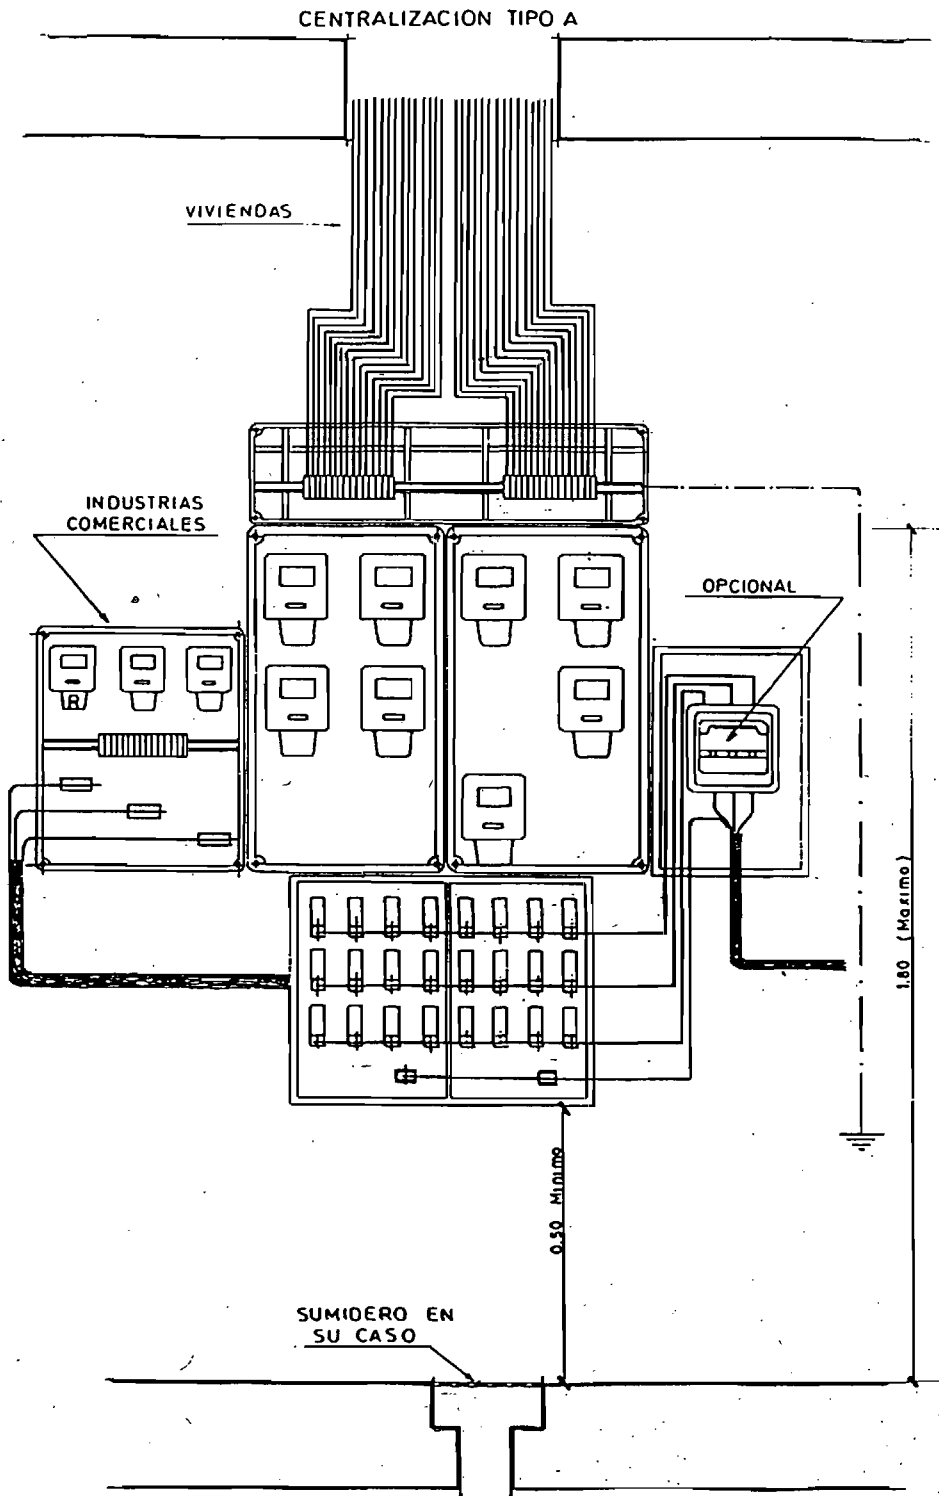 CENTRALIZACION TIPO A
VIVIENDAS
INDUSTRIAS
COMERCIALES
OPCIONAL
R
1.80 (Maximo)
0.50 Minimo
SUMIDERO EN
SU CASO